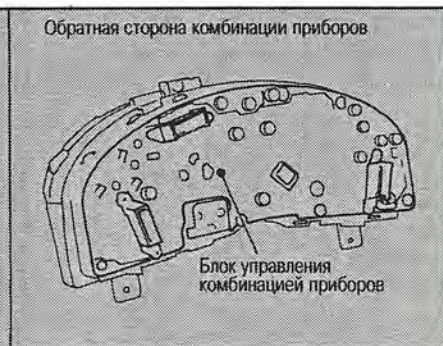 Обратная сторона комбинации приборов
Блок управления
комбинацией приборов